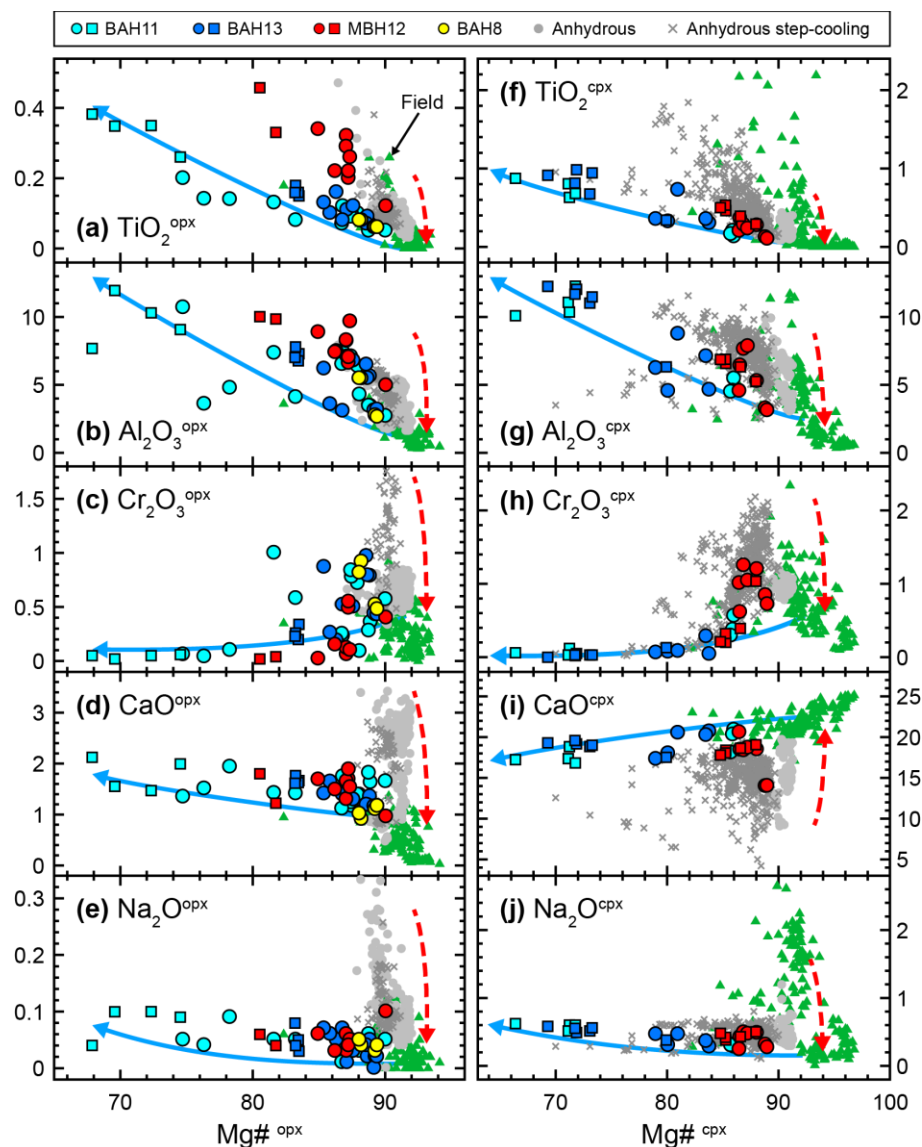 BAH11 BAH13 MBH12 BAH8 Anhydrous Anhydrous step-cooling
0.4
0.2
0
Field
(a) TiO₂ᵒᵖˣ
(f) TiO₂ᶜᵖˣ
2
1
0
10
5
0
(b) Al₂O₃ᵒᵖˣ
(g) Al₂O₃ᶜᵖˣ
10
5
0
1.5
1
0.5
0
(c) Cr₂O₃ᵒᵖˣ
(h) Cr₂O₃ᶜᵖˣ
2
1
0
3
2
1
0
(d) CaOᵒᵖˣ
(i) CaOᶜᵖˣ
25
20
15
10
5
0.3
0.2
0.1
0
(e) Na₂Oᵒᵖˣ
(j) Na₂Oᶜᵖˣ
2
1
0
70 80 90
70 80 90 100
Mg# ᵒᵖˣ
Mg# ᶜᵖˣ